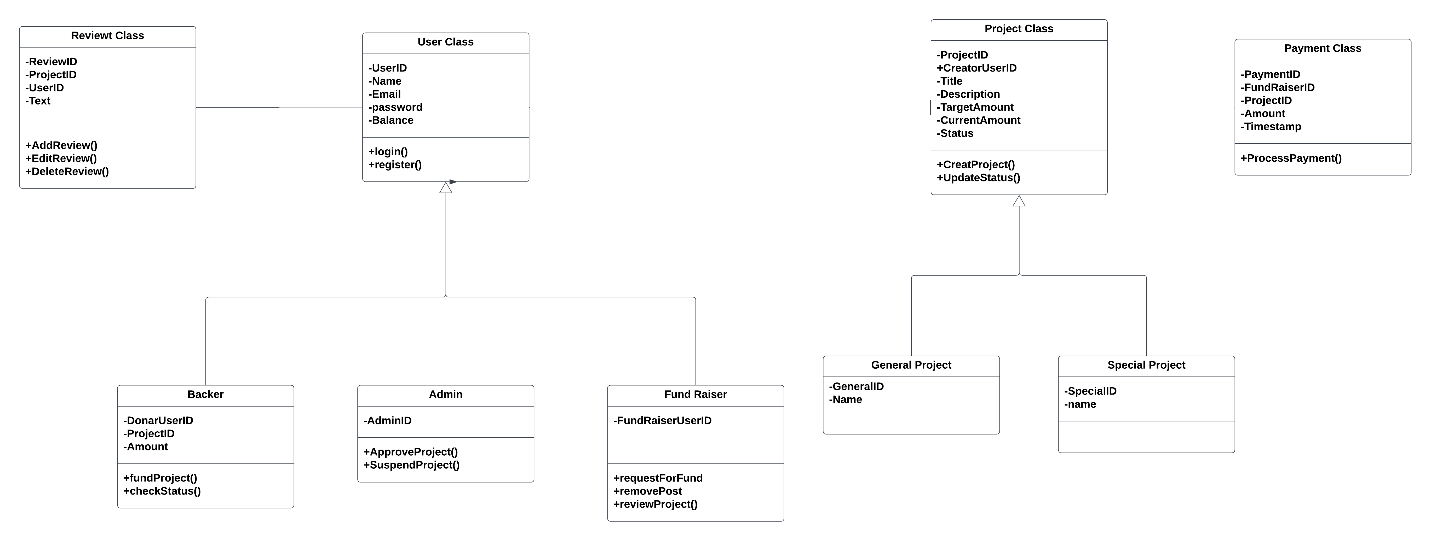 Reviewt Class
-ReviewID
-ProjectID
-UserID
-Text
+AddReview()
+EditReview()
+DeleteReview()
User Class
-UserID
-Name
-Email
-password
-Balance
+login()
+register()
Project Class
-ProjectID
+CreatorUserID
-Title
-Description
-TargetAmount
-CurrentAmount
-Status
+CreatProject()
+UpdateStatus()
Payment Class
-PaymentID
-FundRaiserID
-ProjectID
-Amount
-Timestamp
+ProcessPayment()
Backer
-DonarUserID
-ProjectID
-Amount
+fundProject()
+checkStatus()
Admin
-AdminID
+ApproveProject()
+SuspendProject()
Fund Raiser
-FundRaiserUserID
+requestForFund
+removePost
+reviewProject()
General Project
-GeneralID
-Name
Special Project
-SpecialID
-name